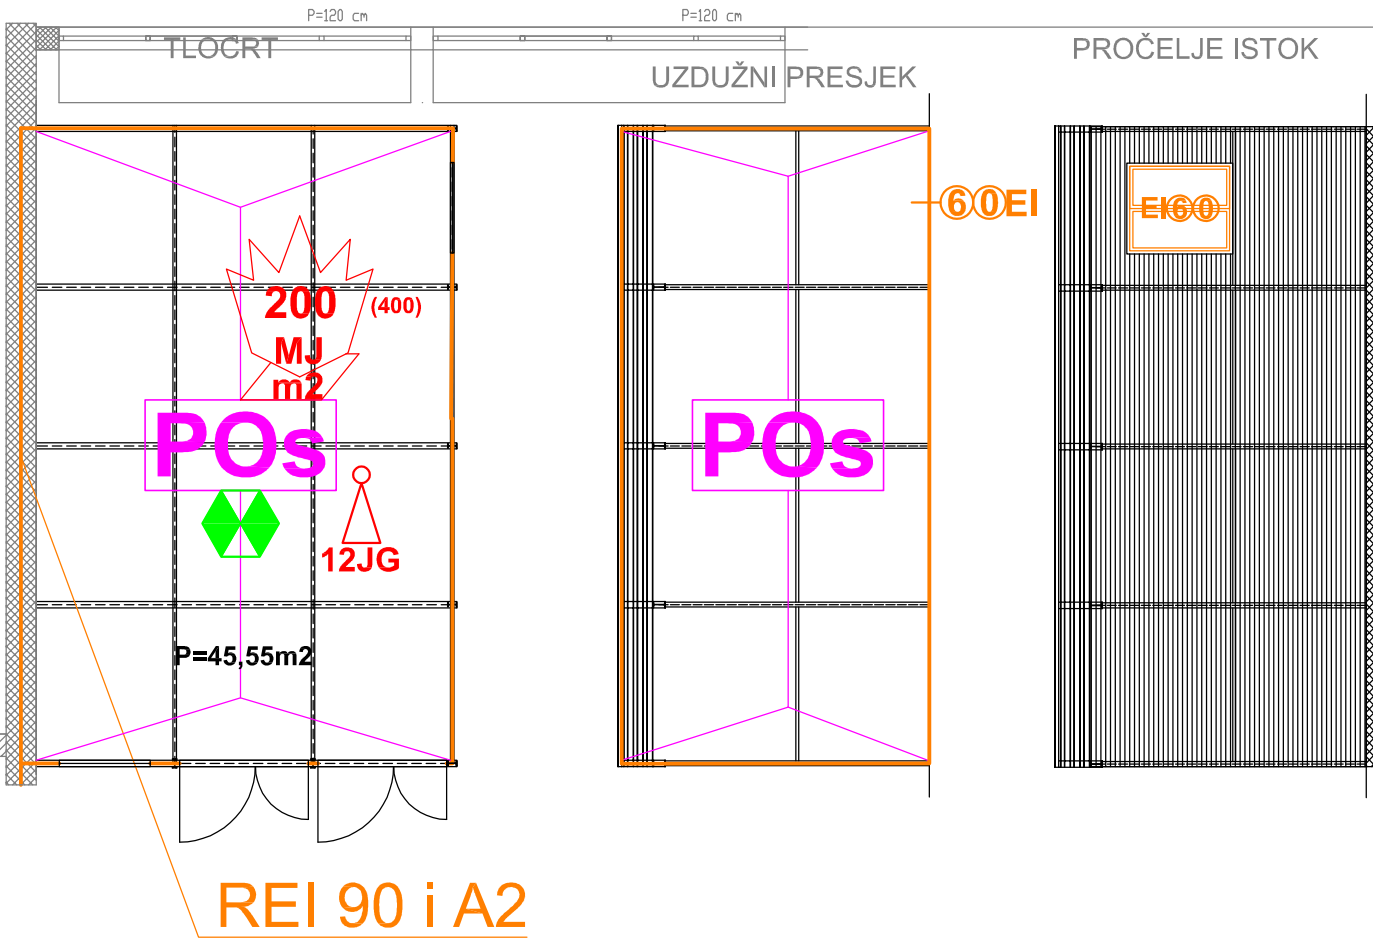 P=120 cm
P=120 cm
TLOCRT
UZDUŽNI PRESJEK
PROČELJE ISTOK
60EI
EI60
200
(400)
MJ
m2
POs
POs
12JG
P=45,55m2
REI 90 i A2